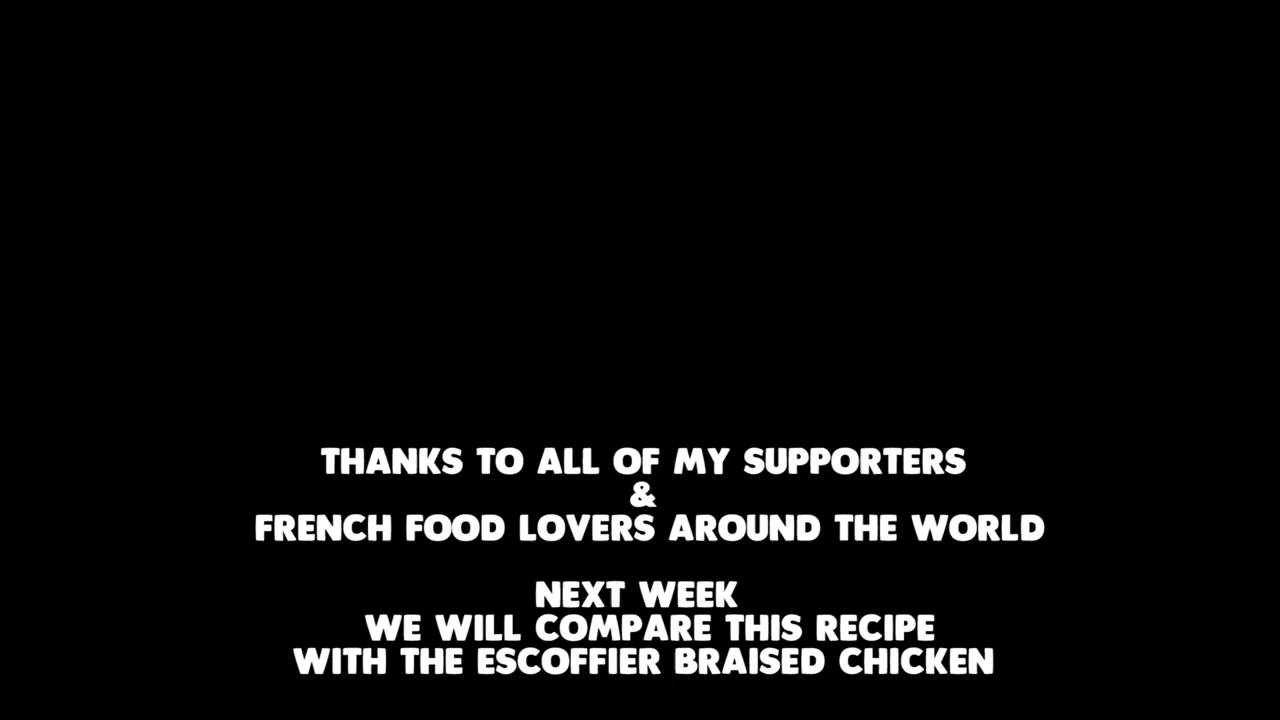 THANKS TO ALL OF MY SUPPORTERS
&
FRENCH FOOD LOVERS AROUND THE WORLD
NEXT WEEK
WE WILL COMPARE THIS RECIPE
WITH THE ESCOFFIER BRAISED CHICKEN